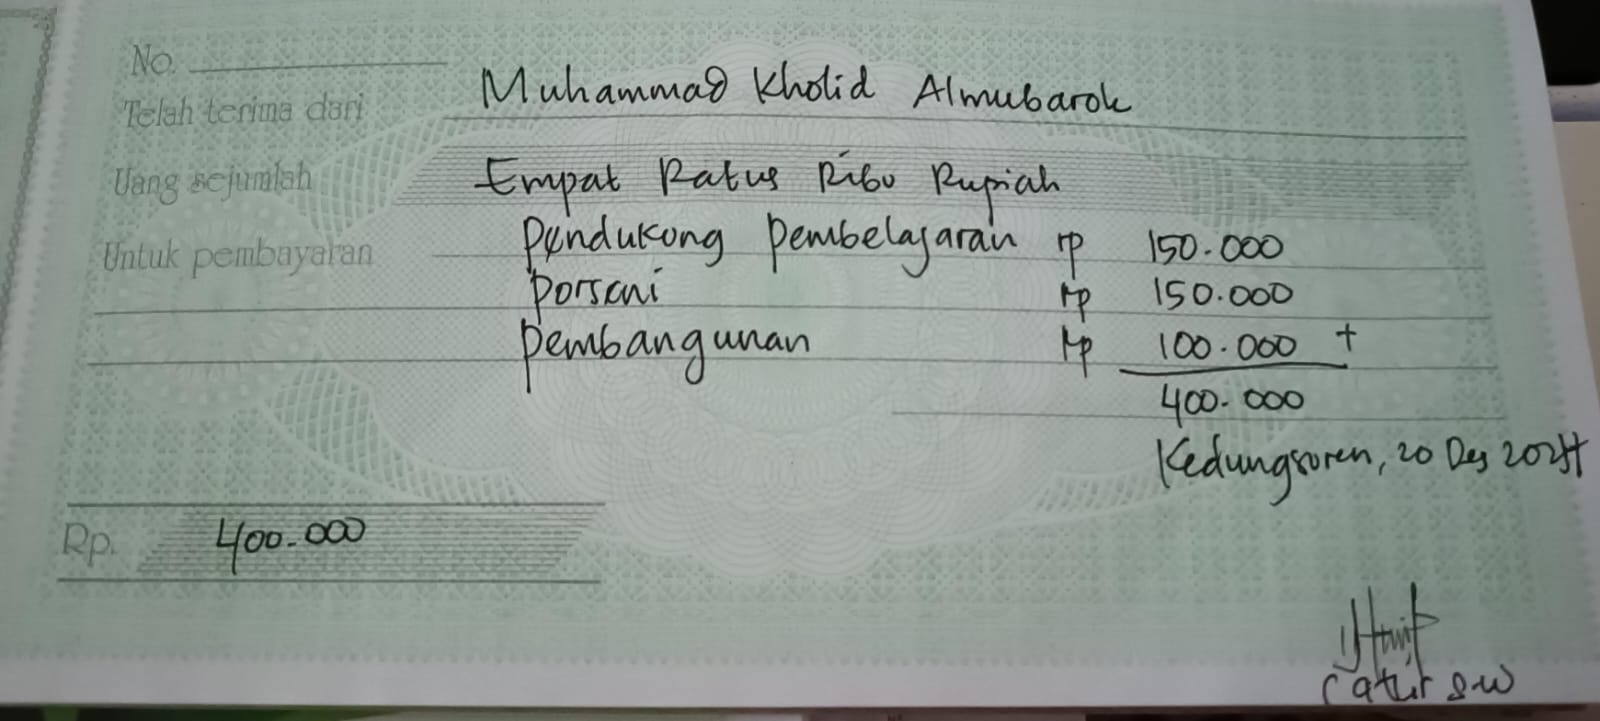 No.
Telah terima dari Muhammad Kholid Almubarok
Uang sejumlah Empat Ratus Ribu Rupiah
Untuk pembayaran Pendukung Pembelajaran rp 150.000
Porseni Rp 150.000
Pembangunan Rp 100.000 +
400.000
Kedungsoren, 20 Des 2024
Rp. 400.000
Catur S.W